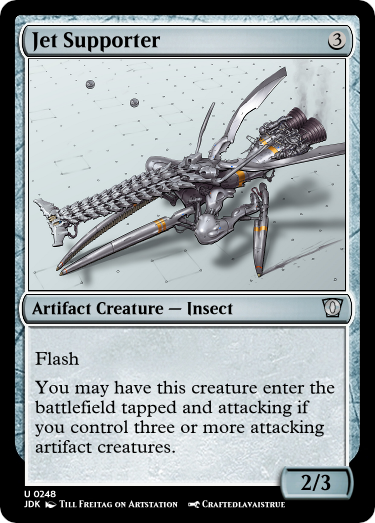 Jet Supporter 3
Artifact Creature — Insect
Flash
You may have this creature enter the
battlefield tapped and attacking if
you control three or more attacking
artifact creatures.
2/3
U 0248
JDK Till Freitag on Artstation Craftedlavaistrue